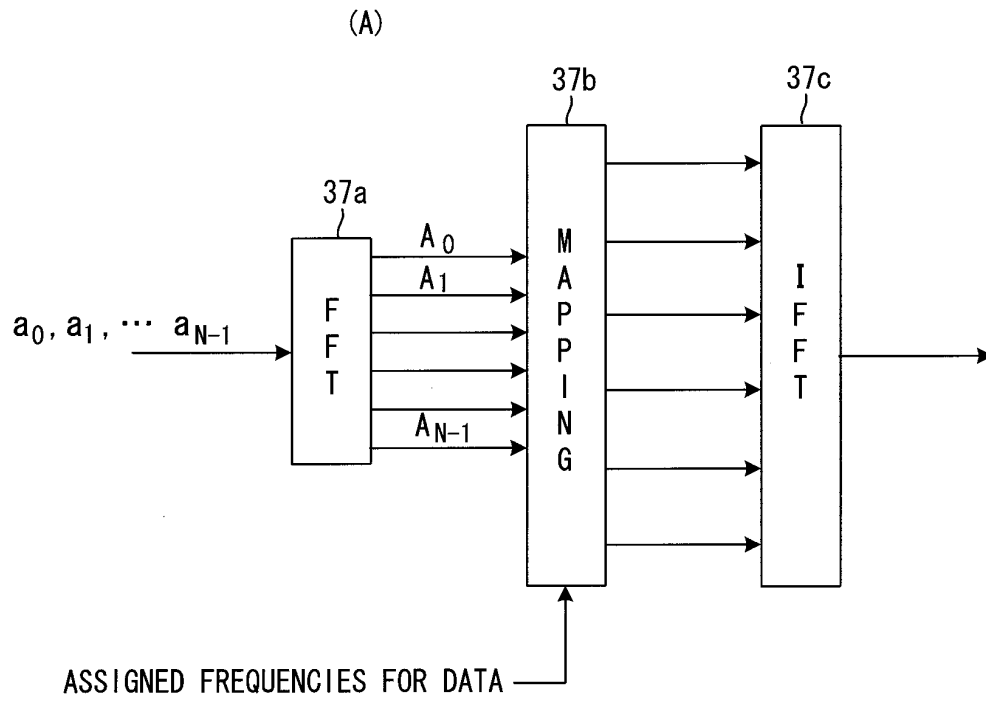 (A)
37b
37c
37a
A0
A1
AN-1
a0, a1, ··· aN-1
FFT
MAPPING
IFFT
ASSIGNED FREQUENCIES FOR DATA